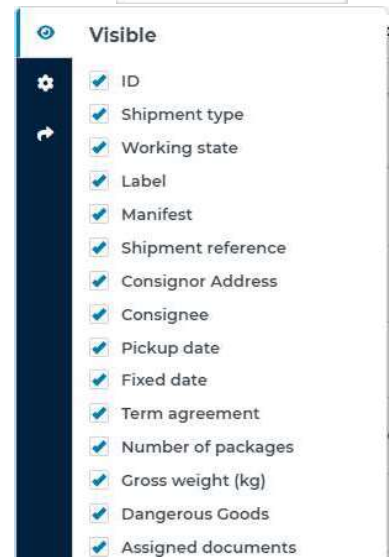 Visible
ID
Shipment type
Working state
Label
Manifest
Shipment reference
Consignor Address
Consignee
Pickup date
Fixed date
Term agreement
Number of packages
Gross weight (kg)
Dangerous Goods
Assigned documents